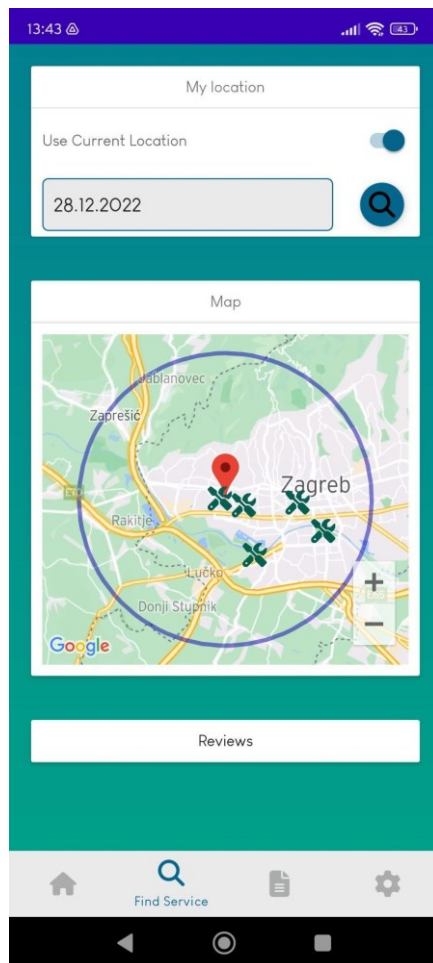 13:43
43
My location
Use Current Location
28.12.2022
Map
Jablanovec
Zaprešić
Zagreb
Rakitje
Lučko
Donji Stupnik
+
−
Google
Reviews
Find Service